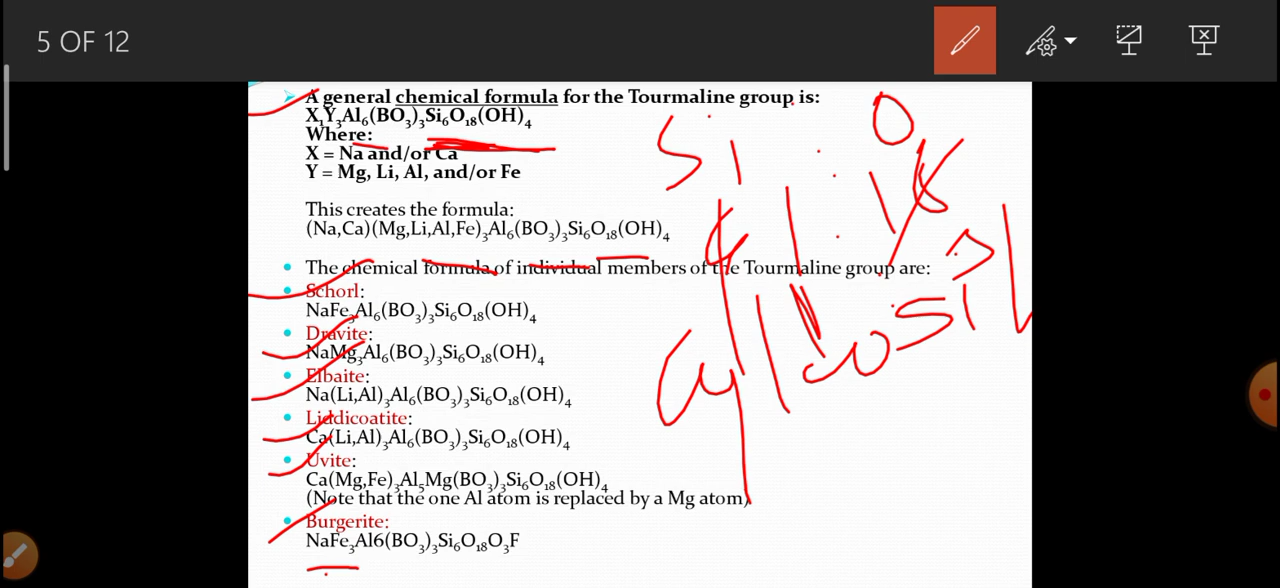 5 OF 12
A general chemical formula for the Tourmaline group is:
X₁Y₃Al₆(BO₃)₃Si₆O₁₈(OH)₄
Where:
X = Na and/or Ca
Y = Mg, Li, Al, and/or Fe
This creates the formula:
(Na,Ca)(Mg,Li,Al,Fe)₃Al₆(BO₃)₃Si₆O₁₈(OH)₄
The chemical formula of individual members of the Tourmaline group are:
Schorl:
NaFe₃Al₆(BO₃)₃Si₆O₁₈(OH)₄
Dravite:
NaMg₃Al₆(BO₃)₃Si₆O₁₈(OH)₄
Elbaite:
Na(Li,Al)₃Al₆(BO₃)₃Si₆O₁₈(OH)₄
Liddicoatite:
Ca(Li,Al)₃Al₆(BO₃)₃Si₆O₁₈(OH)₄
Uvite:
Ca(Mg,Fe)₃Al₅Mg(BO₃)₃Si₆O₁₈(OH)₄
(Note that the one Al atom is replaced by a Mg atom)
Burgerite:
NaFe₃Al6(BO₃)₃Si₆O₁₈O₃F
Si O
18